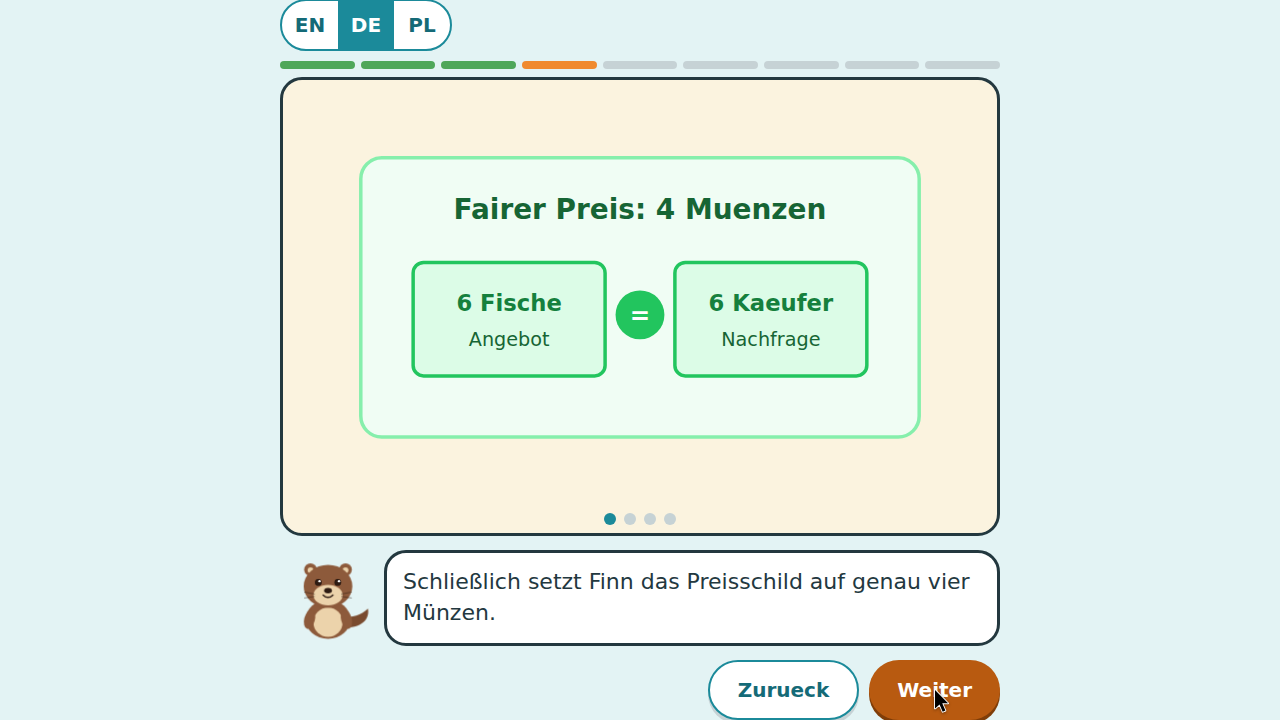 EN DE PL
Fairer Preis: 4 Muenzen
6 Fische
Angebot
=
6 Kaeufer
Nachfrage
Schließlich setzt Finn das Preisschild auf genau vier
Münzen.
Zurueck
Weiter